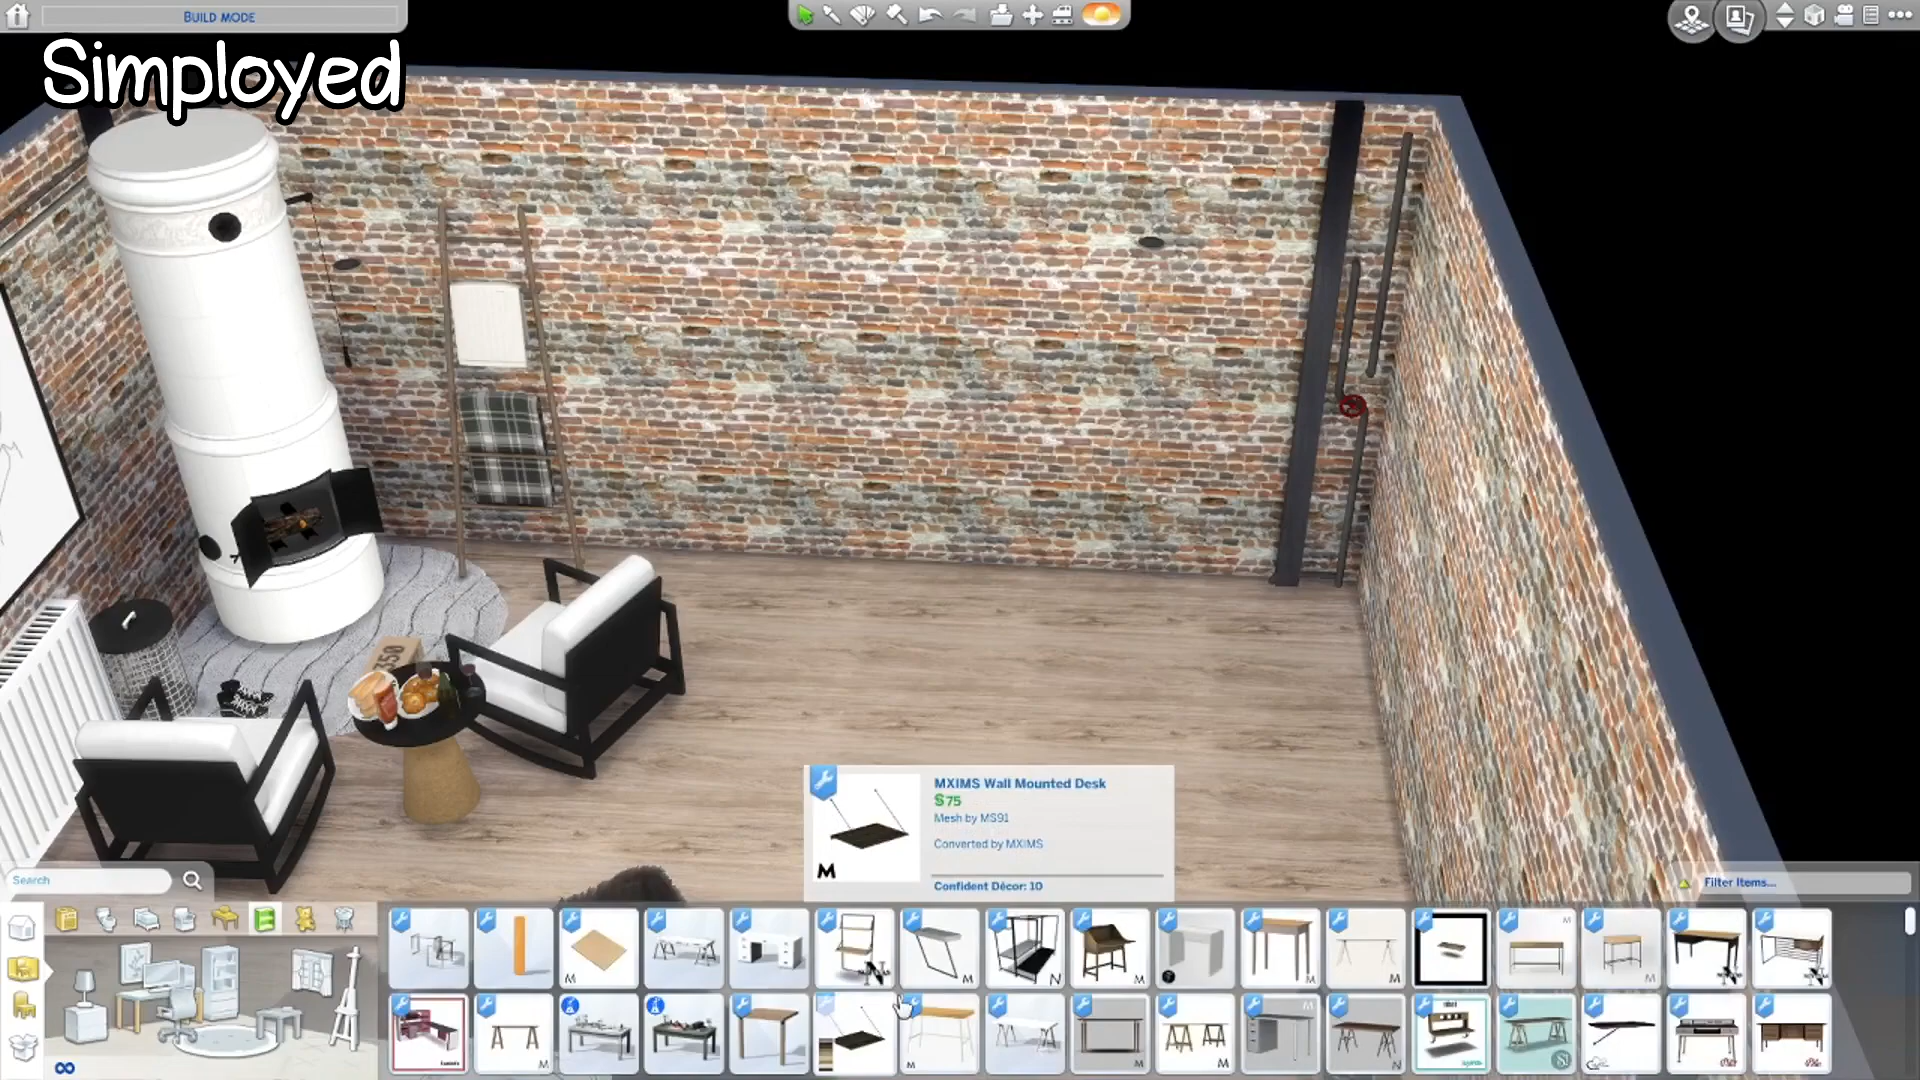 BUILD MODE
Simployed
350
MXIMS Wall Mounted Desk
§75
Mesh by MS91
Converted by MXIMS
M
Confident Décor: 10
Search
Filter Items...